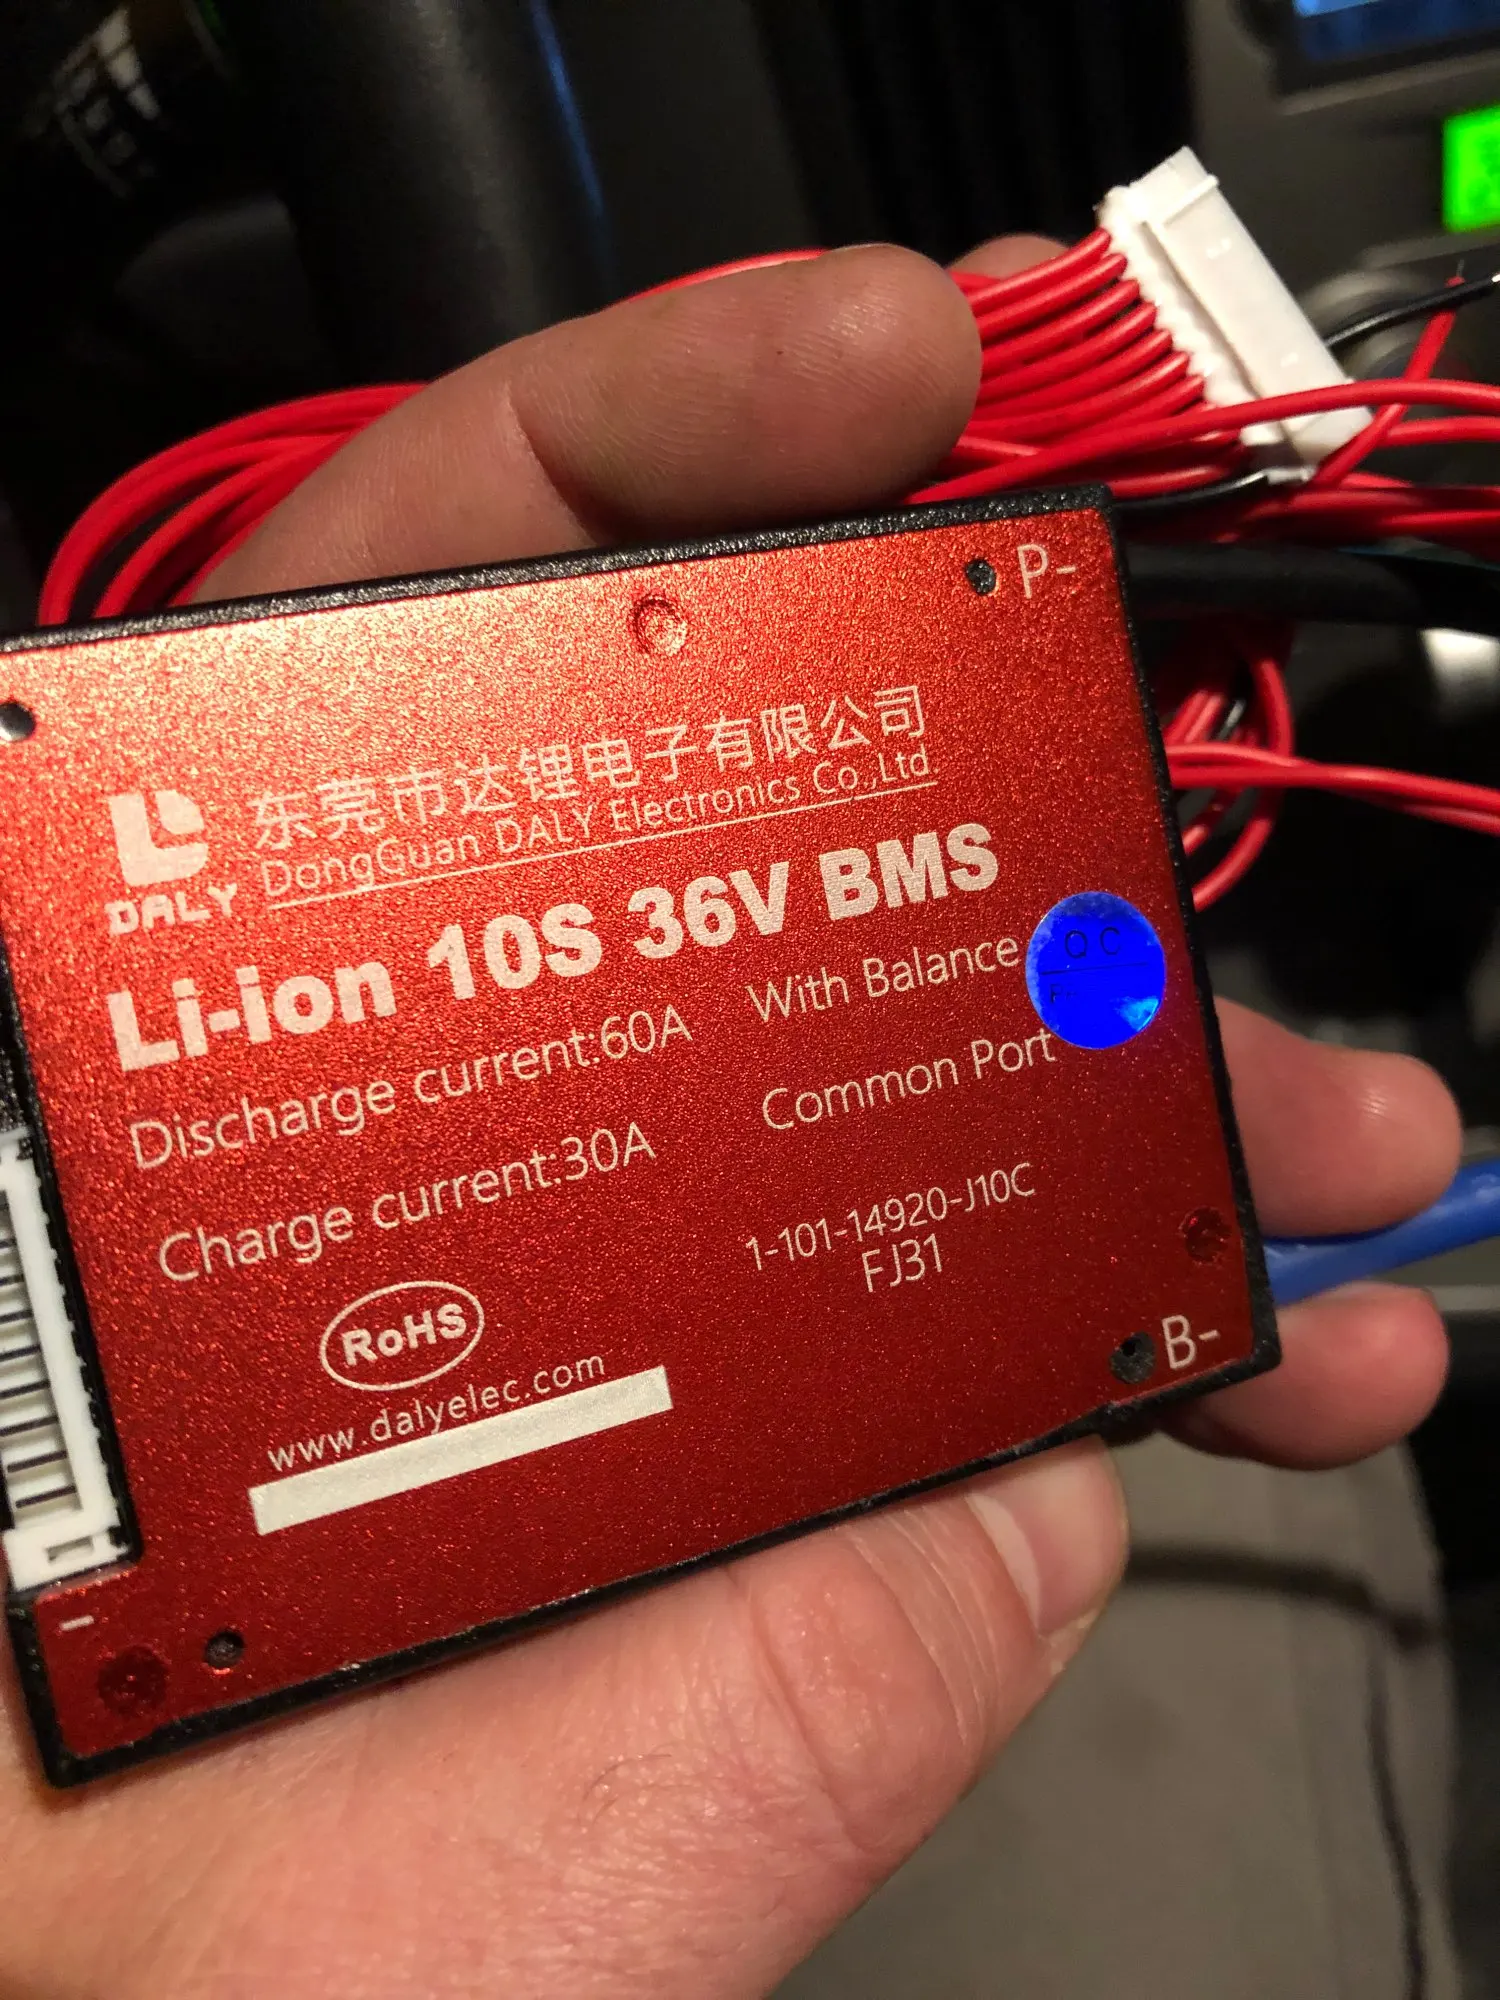 P-
东莞市达锂电子有限公司
DongGuan DALY Electronics Co.,Ltd
DALY
Li-ion 10S 36V BMS
Discharge current:60A
With Balance
QC
Charge current:30A
Common Port
1-101-14920-J10C
FJ31
RoHS
www.dalyelec.com
B-
-